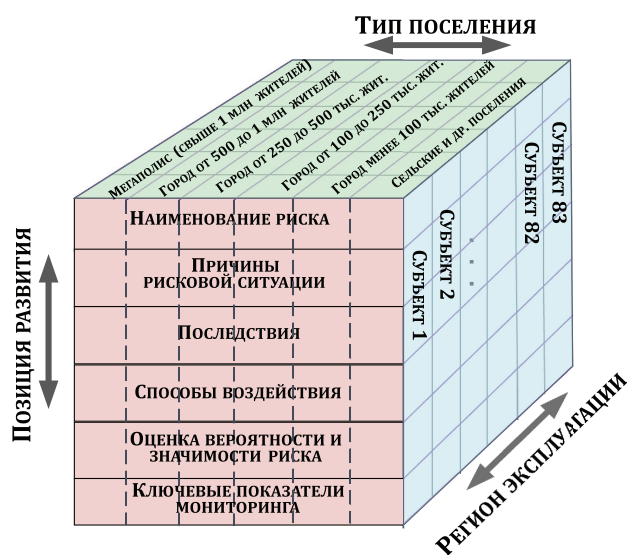 Тип поселения
Мегаполис (свыше 1 млн жителей)
Город от 500 до 1 млн жителей
Город от 250 до 500 тыс. жит.
Город от 100 до 250 тыс. жит.
Город менее 100 тыс. жителей
Сельские и др. поселения
Позиция развития
Наименование риска
Причины
рисковой ситуации
Последствия
Способы воздействия
Оценка вероятности и
значимости риска
Ключевые показатели
мониторинга
Субъект 1
Субъект 2
...
Субъект 82
Субъект 83
Регион эксплуатации